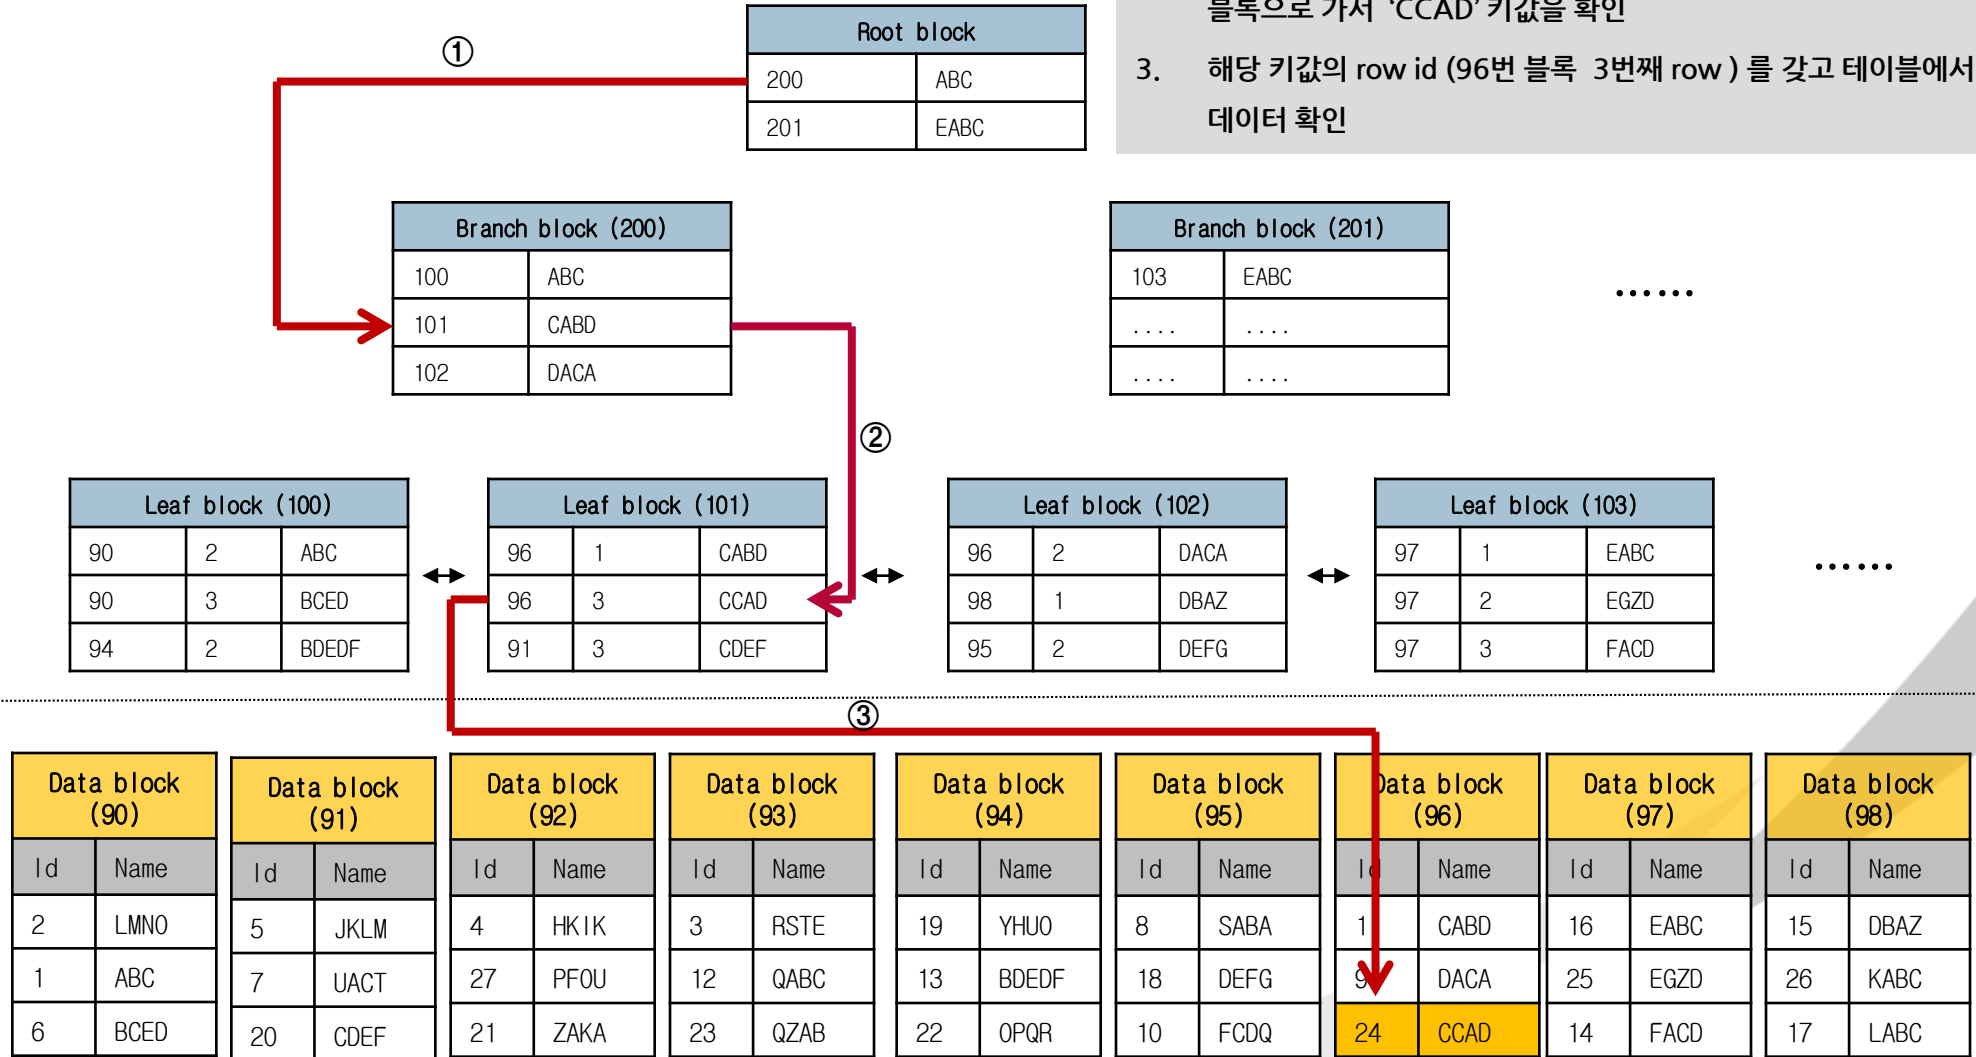 블록으로 가서 ‘CCAD’ 키값을 확인
3. 해당 키값의 row id (96번 블록 3번째 row ) 를 갖고 테이블에서
데이터 확인
①
Root block
200 ABC
201 EABC
Branch block (200)
100 ABC
101 CABD
102 DACA
Branch block (201)
103 EABC
.... ....
.... ....
......
②
Leaf block (100)
90 2 ABC
90 3 BCED
94 2 BDEDF
Leaf block (101)
96 1 CABD
96 3 CCAD
91 3 CDEF
Leaf block (102)
96 2 DACA
98 1 DBAZ
95 2 DEFG
Leaf block (103)
97 1 EABC
97 2 EGZD
97 3 FACD
......
③
Data block
(90)
Id Name
2 LMNO
1 ABC
6 BCED
Data block
(91)
Id Name
5 JKLM
7 UACT
20 CDEF
Data block
(92)
Id Name
4 HKIK
27 PFOU
21 ZAKA
Data block
(93)
Id Name
3 RSTE
12 QABC
23 QZAB
Data block
(94)
Id Name
19 YHUO
13 BDEDF
22 OPQR
Data block
(95)
Id Name
8 SABA
18 DEFG
10 FCDQ
Data block
(96)
Id Name
1 CABD
9 DACA
24 CCAD
Data block
(97)
Id Name
16 EABC
25 EGZD
14 FACD
Data block
(98)
Id Name
15 DBAZ
26 KABC
17 LABC